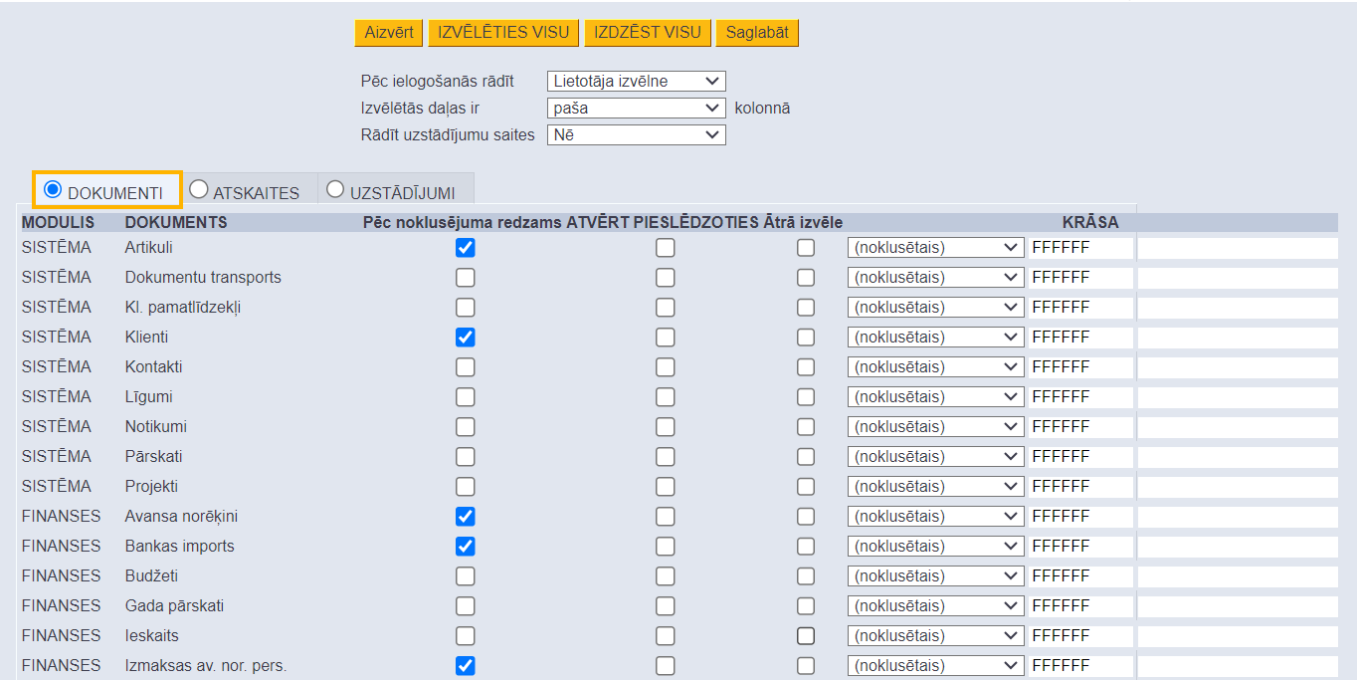 Aizvērt IZVĒLĒTIES VISU IZDZĒST VISU Saglabāt
Pēc ielogošanās rādīt Lietotāja izvēlne
Izvēlētās daļas ir paša kolonnā
Rādīt uzstādījumu saites Nē
DOKUMENTI ATSKAITES UZSTĀDĪJUMI
MODULIS DOKUMENTS Pēc noklusējuma redzams ATVĒRT PIESLĒDZOTIES Ātrā izvēle KRĀSA
SISTĒMA Artikuli (noklusētais) FFFFFF
SISTĒMA Dokumentu transports (noklusētais) FFFFFF
SISTĒMA Kl. pamatlīdzekļi (noklusētais) FFFFFF
SISTĒMA Klienti (noklusētais) FFFFFF
SISTĒMA Kontakti (noklusētais) FFFFFF
SISTĒMA Līgumi (noklusētais) FFFFFF
SISTĒMA Notikumi (noklusētais) FFFFFF
SISTĒMA Pārskati (noklusētais) FFFFFF
SISTĒMA Projekti (noklusētais) FFFFFF
FINANSES Avansa norēķini (noklusētais) FFFFFF
FINANSES Bankas imports (noklusētais) FFFFFF
FINANSES Budžeti (noklusētais) FFFFFF
FINANSES Gada pārskati (noklusētais) FFFFFF
FINANSES Ieskaits (noklusētais) FFFFFF
FINANSES Izmaksas av. nor. pers. (noklusētais) FFFFFF